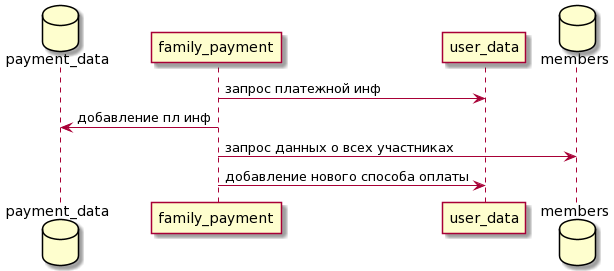 payment_data
family_payment
user_data
members
запрос платежной инф
добавление пл инф
запрос данных о всех участниках
добавление нового способа оплаты
payment_data
family_payment
user_data
members